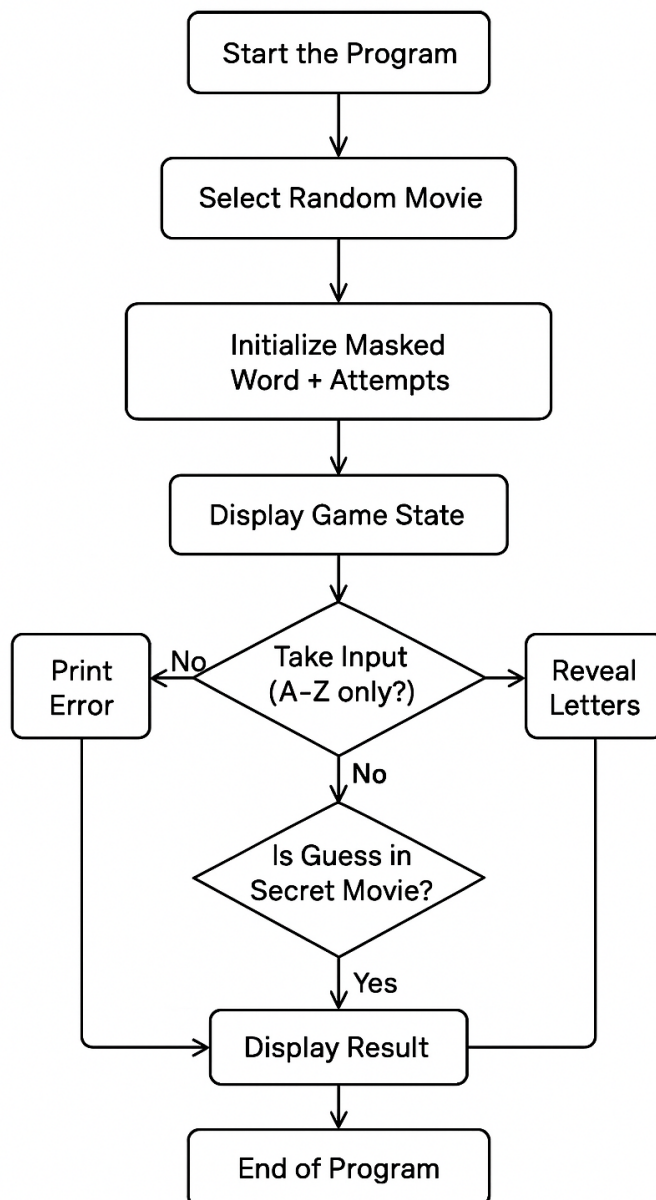 Start the Program
Select Random Movie
Initialize Masked
Word + Attempts
Display Game State
Take Input
(A–Z only?)
No
Print
Error
Reveal
Letters
No
Is Guess in
Secret Movie?
Yes
Display Result
End of Program